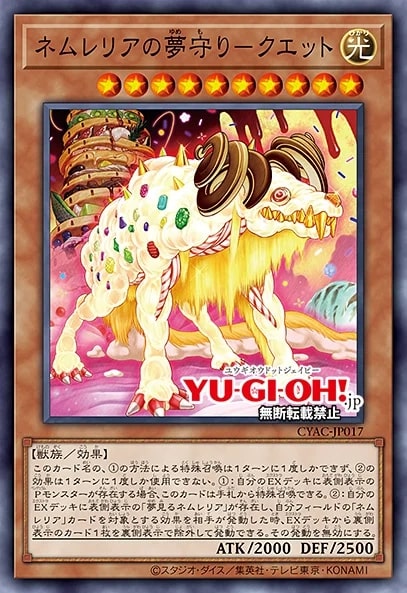 ネムレリアの夢守り－クエット
光
ユウギオウドットジェイピー
YU-GI-OH!.jp
無断転載禁止
CYAC-JP017
【獣族／効果】
このカード名の、①の方法による特殊召喚は１ターンに１度しかできず、②の
効果は１ターンに１度しか使用できない。①：自分のEXデッキに表側表示の
Pモンスターが存在する場合、このカードは手札から特殊召喚できる。②：自分の
EXデッキに表側表示の「夢見るネムレリア」が存在し、自分フィールドの「ネム
レリア」カードを対象とする効果を相手が発動した時、EXデッキから裏側
表示のカード１枚を裏側表示で除外して発動できる。その発動を無効にする。
ATK/2000 DEF/2500
©スタジオ・ダイス／集英社・テレビ東京・KONAMI